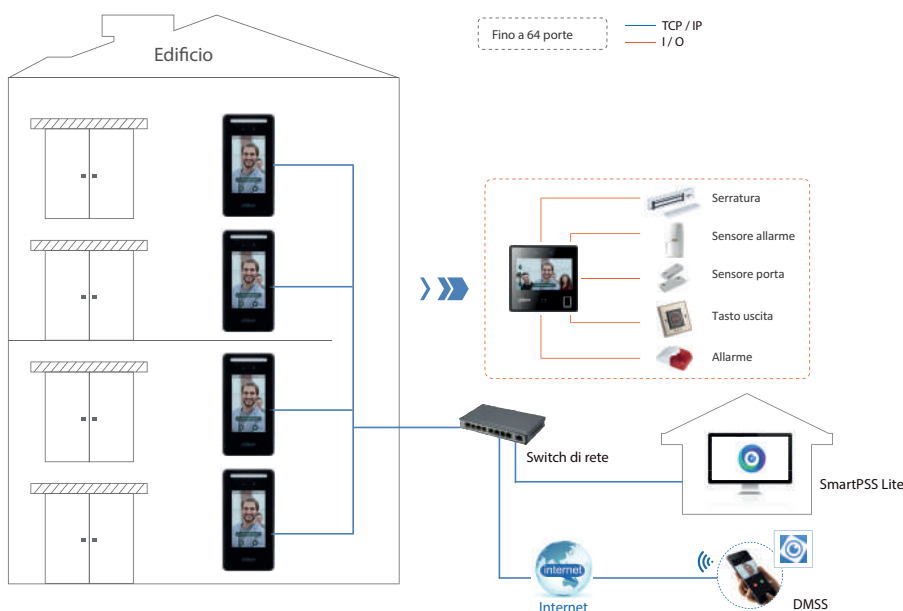 Fino a 64 porte
TCP / IP
I / O
Edificio
Serratura
Sensore allarme
Sensore porta
Tasto uscita
Allarme
Switch di rete
SmartPSS Lite
internet
Internet
DMSS